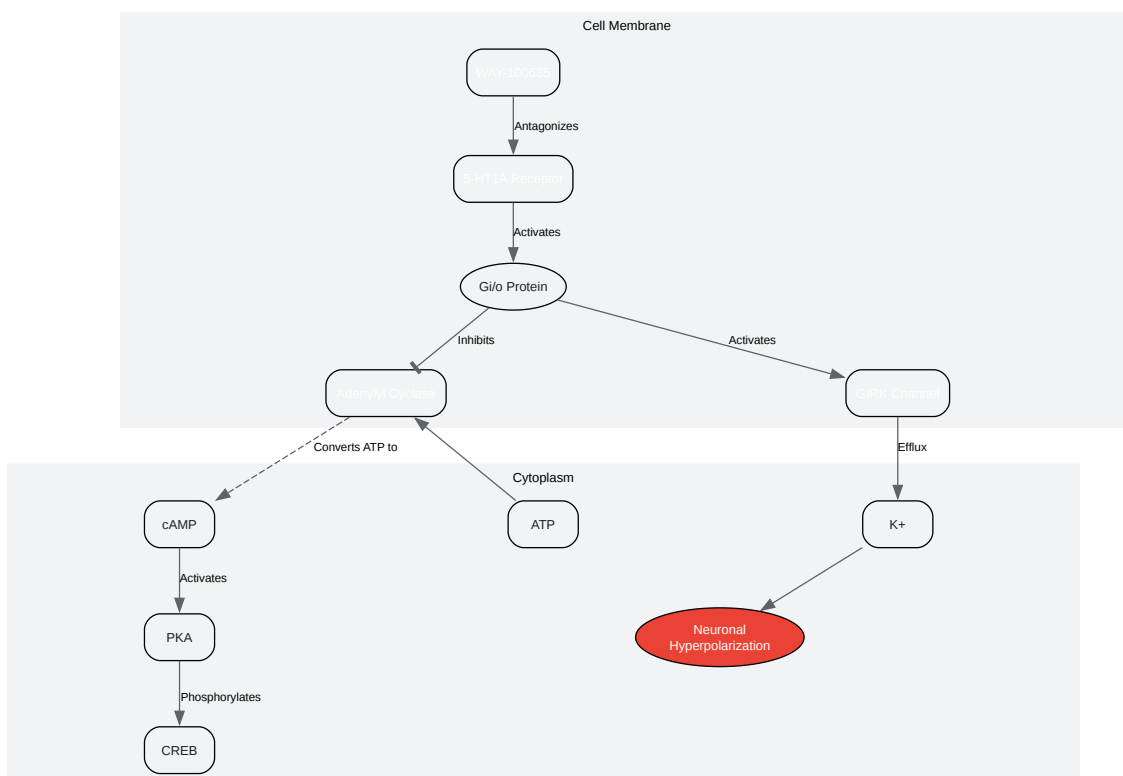 Cell Membrane
WAY-100635
Antagonizes
5-HT1A Receptor
Activates
Gi/o Protein
Inhibits
Activates
Adenylyl Cyclase
GIRK Channel
Converts ATP to
Efflux
Cytoplasm
cAMP
ATP
K+
Activates
Neuronal
Hyperpolarization
PKA
Phosphorylates
CREB